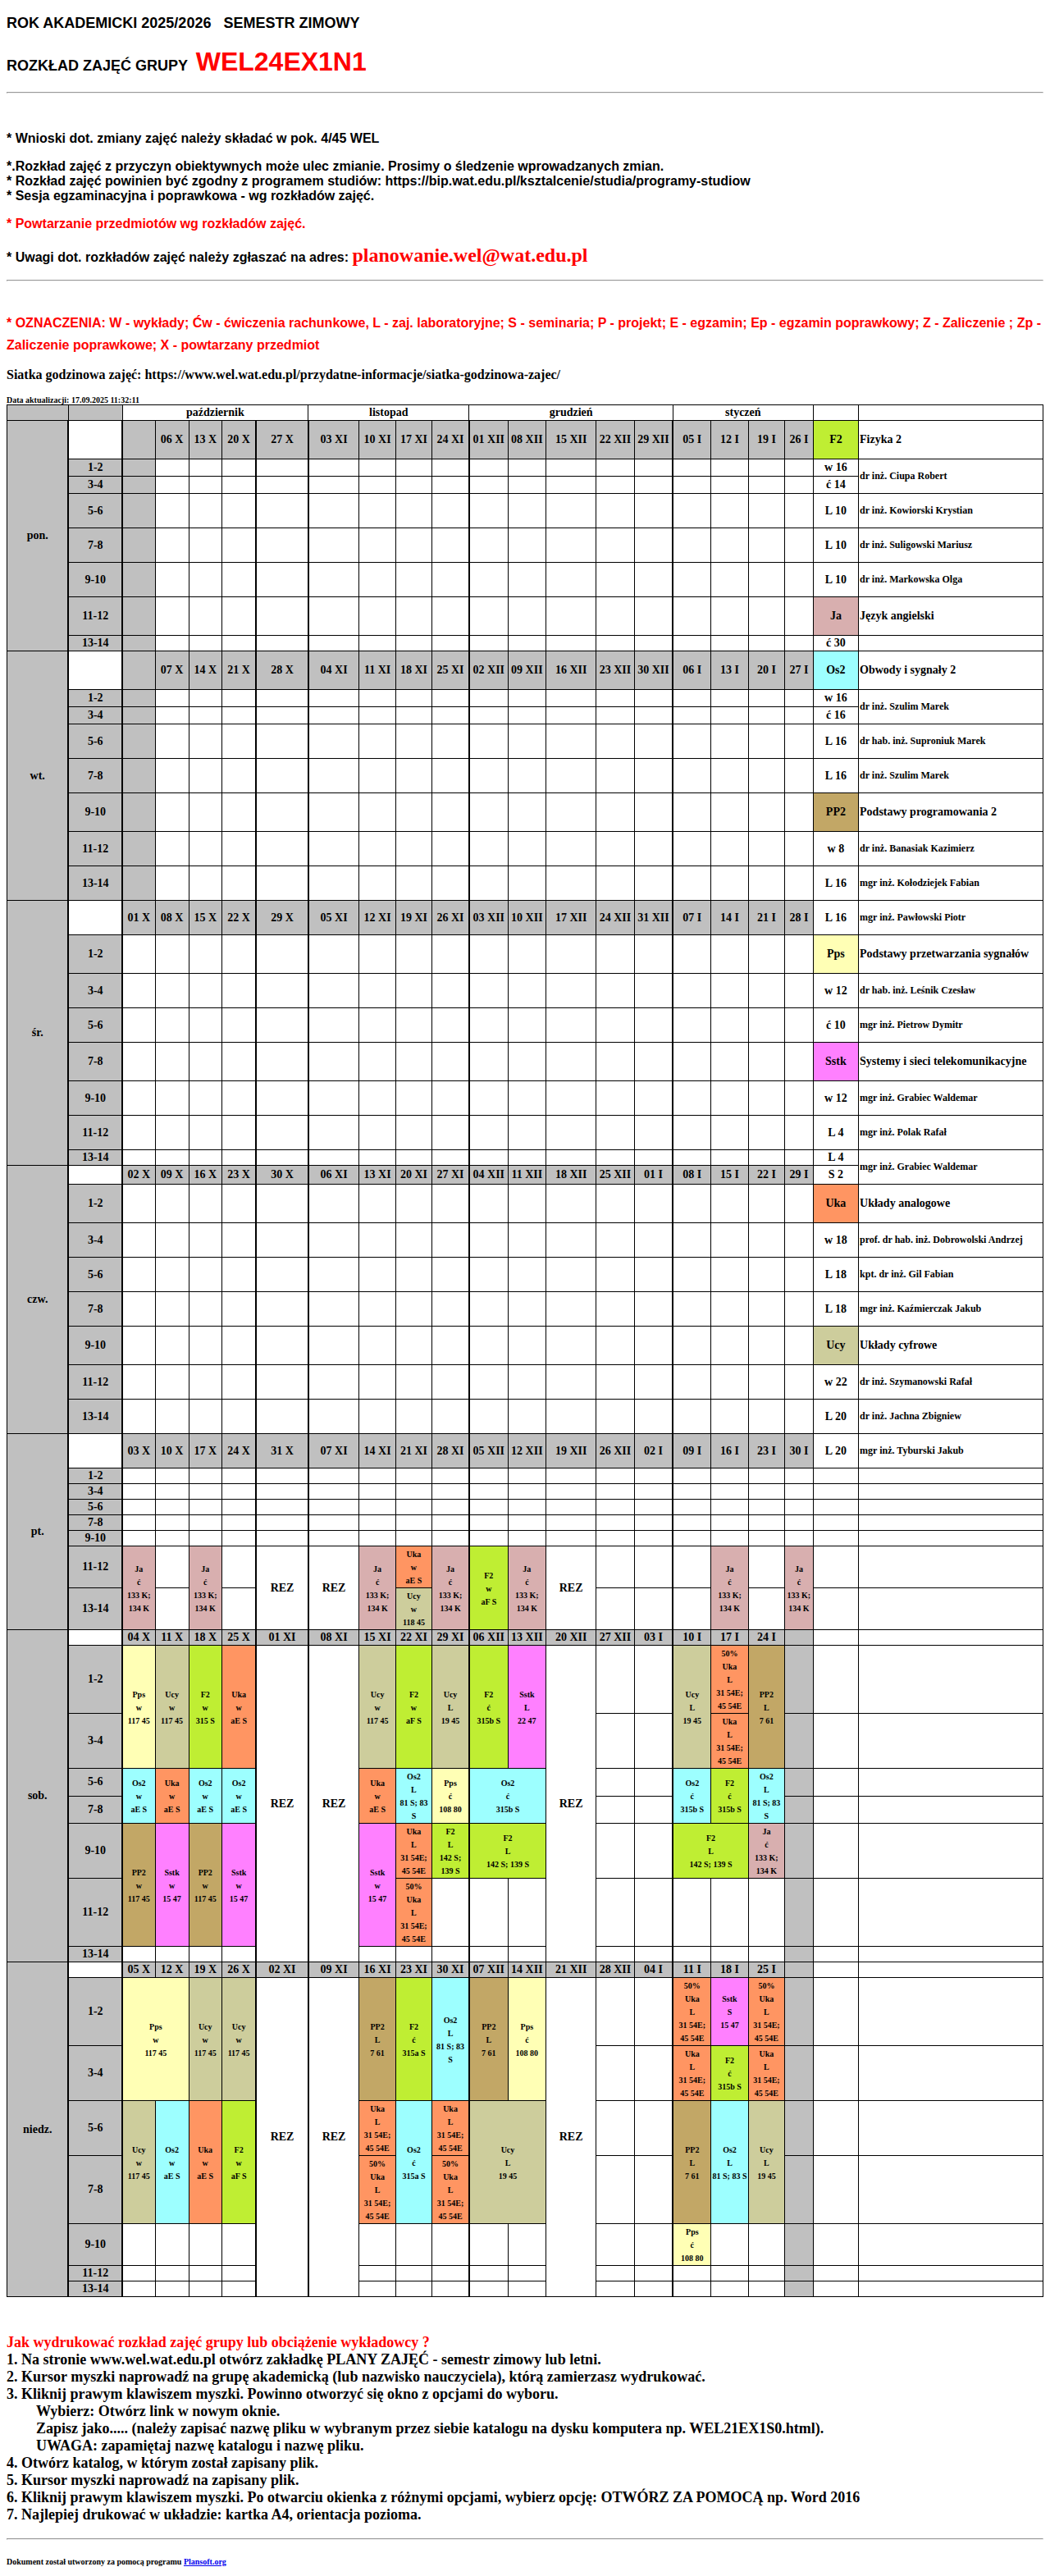 ROK AKADEMICKI 2025/2026 SEMESTR ZIMOWY
ROZKŁAD ZAJĘĆ GRUPY WEL24EX1N1
* Wnioski dot. zmiany zajęć należy składać w pok. 4/45 WEL
*.Rozkład zajęć z przyczyn obiektywnych może ulec zmianie. Prosimy o śledzenie wprowadzanych zmian.
* Rozkład zajęć powinien być zgodny z programem studiów: https://bip.wat.edu.pl/ksztalcenie/studia/programy-studiow
* Sesja egzaminacyjna i poprawkowa - wg rozkładów zajęć.
* Powtarzanie przedmiotów wg rozkładów zajęć.
* Uwagi dot. rozkładów zajęć należy zgłaszać na adres: planowanie.wel@wat.edu.pl
* OZNACZENIA: W - wykłady; Ćw - ćwiczenia rachunkowe, L - zaj. laboratoryjne; S - seminaria; P - projekt; E - egzamin; Ep - egzamin poprawkowy; Z - Zaliczenie ; Zp -
Zaliczenie poprawkowe; X - powtarzany przedmiot
Siatka godzinowa zajęć: https://www.wel.wat.edu.pl/przydatne-informacje/siatka-godzinowa-zajec/
Data aktualizacji: 17.09.2025 11:32:11
październik listopad grudzień styczeń
pon. 06 X 13 X 20 X 27 X 03 XI 10 XI 17 XI 24 XI 01 XII 08 XII 15 XII 22 XII 29 XII 05 I 12 I 19 I 26 I F2 Fizyka 2
1-2 w 16 dr inż. Ciupa Robert
3-4 ć 14
5-6 L 10 dr inż. Kowiorski Krystian
7-8 L 10 dr inż. Suligowski Mariusz
9-10 L 10 dr inż. Markowska Olga
11-12 Ja Język angielski
13-14 ć 30
wt. 07 X 14 X 21 X 28 X 04 XI 11 XI 18 XI 25 XI 02 XII 09 XII 16 XII 23 XII 30 XII 06 I 13 I 20 I 27 I Os2 Obwody i sygnały 2
1-2 w 16 dr inż. Szulim Marek
3-4 ć 16
5-6 L 16 dr hab. inż. Suproniuk Marek
7-8 L 16 dr inż. Szulim Marek
9-10 PP2 Podstawy programowania 2
11-12 w 8 dr inż. Banasiak Kazimierz
13-14 L 16 mgr inż. Kołodziejek Fabian
śr. 01 X 08 X 15 X 22 X 29 X 05 XI 12 XI 19 XI 26 XI 03 XII 10 XII 17 XII 24 XII 31 XII 07 I 14 I 21 I 28 I L 16 mgr inż. Pawłowski Piotr
1-2 Pps Podstawy przetwarzania sygnałów
3-4 w 12 dr hab. inż. Leśnik Czesław
5-6 ć 10 mgr inż. Pietrow Dymitr
7-8 Sstk Systemy i sieci telekomunikacyjne
9-10 w 12 mgr inż. Grabiec Waldemar
11-12 L 4 mgr inż. Polak Rafał
13-14 L 4 mgr inż. Grabiec Waldemar
czw. 02 X 09 X 16 X 23 X 30 X 06 XI 13 XI 20 XI 27 XI 04 XII 11 XII 18 XII 25 XII 01 I 08 I 15 I 22 I 29 I S 2
1-2 Uka Układy analogowe
3-4 w 18 prof. dr hab. inż. Dobrowolski Andrzej
5-6 L 18 kpt. dr inż. Gil Fabian
7-8 L 18 mgr inż. Kaźmierczak Jakub
9-10 Ucy Układy cyfrowe
11-12 w 22 dr inż. Szymanowski Rafał
13-14 L 20 dr inż. Jachna Zbigniew
pt. 03 X 10 X 17 X 24 X 31 X 07 XI 14 XI 21 XI 28 XI 05 XII 12 XII 19 XII 26 XII 02 I 09 I 16 I 23 I 30 I L 20 mgr inż. Tyburski Jakub
1-2
3-4
5-6
7-8
9-10
11-12 Ja ć 133 K; 134 K Ja ć 133 K; 134 K REZ REZ Ja ć 133 K; 134 K Uka w aE S Ja ć 133 K; 134 K F2 w aF S Ja ć 133 K; 134 K REZ Ja ć 133 K; 134 K Ja ć 133 K; 134 K
13-14 Ucy w 118 45
sob. 04 X 11 X 18 X 25 X 01 XI 08 XI 15 XI 22 XI 29 XI 06 XII 13 XII 20 XII 27 XII 03 I 10 I 17 I 24 I
1-2 Pps w 117 45 Ucy w 117 45 F2 w 315 S Uka w aE S REZ REZ Ucy w 117 45 F2 w aF S Ucy L 19 45 F2 ć 315b S Sstk L 22 47 REZ Ucy L 19 45 50% Uka L 31 54E; 45 54E PP2 L 7 61
3-4 Uka L 31 54E; 45 54E
5-6 Os2 w aE S Uka w aE S Os2 w aE S Os2 w aE S Uka w aE S Os2 L 81 S; 83 S Pps ć 108 80 Os2 ć 315b S Os2 ć 315b S F2 ć 315b S Os2 L 81 S; 83 S
7-8
9-10 PP2 w 117 45 Sstk w 15 47 PP2 w 117 45 Sstk w 15 47 Sstk w 15 47 Uka L 31 54E; 45 54E F2 L 142 S; 139 S F2 L 142 S; 139 S F2 L 142 S; 139 S Ja ć 133 K; 134 K
11-12 50% Uka L 31 54E; 45 54E
13-14
niedz. 05 X 12 X 19 X 26 X 02 XI 09 XI 16 XI 23 XI 30 XI 07 XII 14 XII 21 XII 28 XII 04 I 11 I 18 I 25 I
1-2 Pps w 117 45 Ucy w 117 45 Ucy w 117 45 REZ REZ PP2 L 7 61 F2 ć 315a S Os2 L 81 S; 83 S PP2 L 7 61 Pps ć 108 80 REZ 50% Uka L 31 54E; 45 54E Sstk S 15 47 50% Uka L 31 54E; 45 54E
3-4 Uka L 31 54E; 45 54E F2 ć 315b S Uka L 31 54E; 45 54E
5-6 Ucy w 117 45 Os2 w aE S Uka w aE S F2 w aF S Uka L 31 54E; 45 54E Os2 ć 315a S Uka L 31 54E; 45 54E Ucy L 19 45 PP2 L 7 61 Os2 L 81 S; 83 S Ucy L 19 45
7-8 50% Uka L 31 54E; 45 54E 50% Uka L 31 54E; 45 54E
9-10 Pps ć 108 80
11-12
13-14
Jak wydrukować rozkład zajęć grupy lub obciążenie wykładowcy ?
1. Na stronie www.wel.wat.edu.pl otwórz zakładkę PLANY ZAJĘĆ - semestr zimowy lub letni.
2. Kursor myszki naprowadź na grupę akademicką (lub nazwisko nauczyciela), którą zamierzasz wydrukować.
3. Kliknij prawym klawiszem myszki. Powinno otworzyć się okno z opcjami do wyboru.
Wybierz: Otwórz link w nowym oknie.
Zapisz jako..... (należy zapisać nazwę pliku w wybranym przez siebie katalogu na dysku komputera np. WEL21EX1S0.html).
UWAGA: zapamiętaj nazwę katalogu i nazwę pliku.
4. Otwórz katalog, w którym został zapisany plik.
5. Kursor myszki naprowadź na zapisany plik.
6. Kliknij prawym klawiszem myszki. Po otwarciu okienka z różnymi opcjami, wybierz opcję: OTWÓRZ ZA POMOCĄ np. Word 2016
7. Najlepiej drukować w układzie: kartka A4, orientacja pozioma.
Dokument został utworzony za pomocą programu Plansoft.org